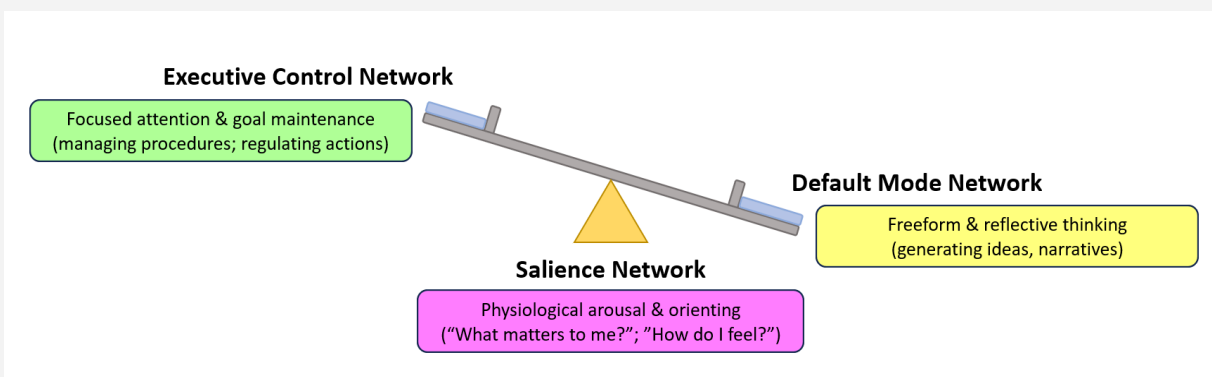 Executive Control Network
Focused attention & goal maintenance
(managing procedures; regulating actions)
Default Mode Network
Freeform & reflective thinking
(generating ideas, narratives)
Salience Network
Physiological arousal & orienting
(“What matters to me?”; ”How do I feel?”)